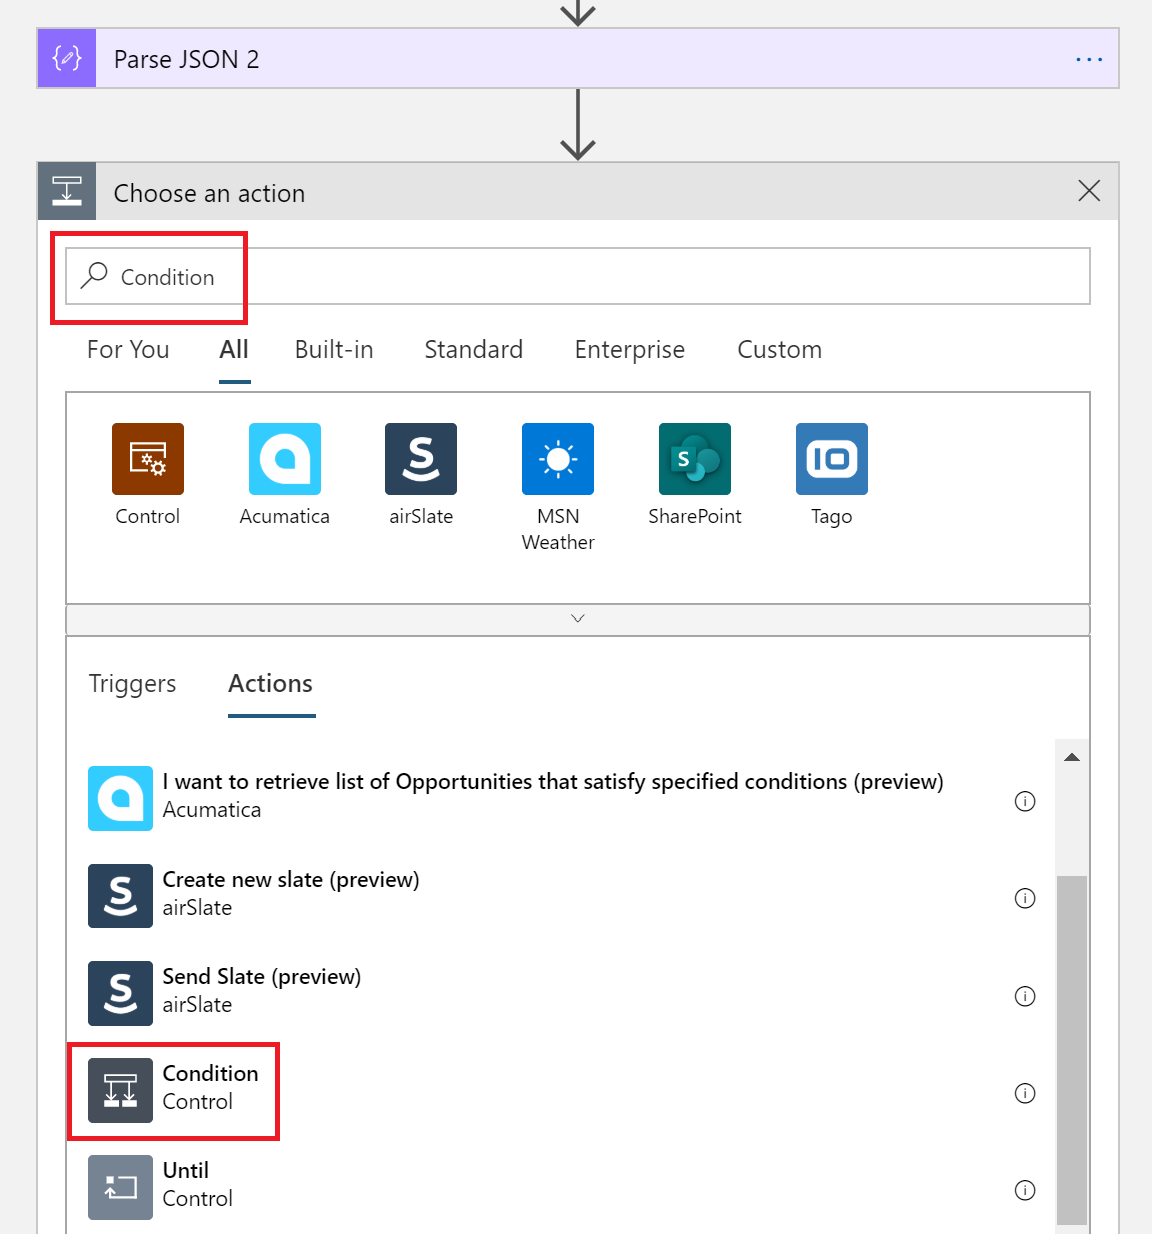 Parse JSON 2
Choose an action
Condition
For You All Built-in Standard Enterprise Custom
Control Acumatica airSlate MSN Weather SharePoint Tago
Triggers Actions
I want to retrieve list of Opportunities that satisfy specified conditions (preview)
Acumatica
Create new slate (preview)
airSlate
Send Slate (preview)
airSlate
Condition
Control
Until
Control